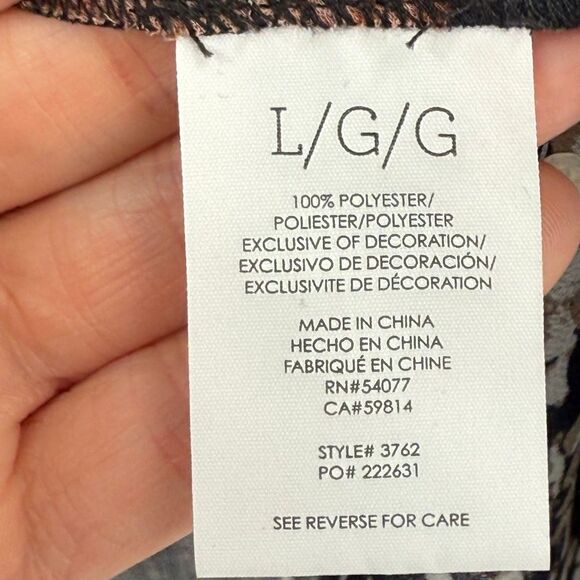 L/G/G
100% POLYESTER/
POLIESTER/POLYESTER
EXCLUSIVE OF DECORATION/
EXCLUSIVO DE DECORACIÓN/
EXCLUSIVITE DE DÉCORATION
MADE IN CHINA
HECHO EN CHINA
FABRIQUÉ EN CHINE
RN#54077
CA#59814
STYLE# 3762
PO# 222631
SEE REVERSE FOR CARE